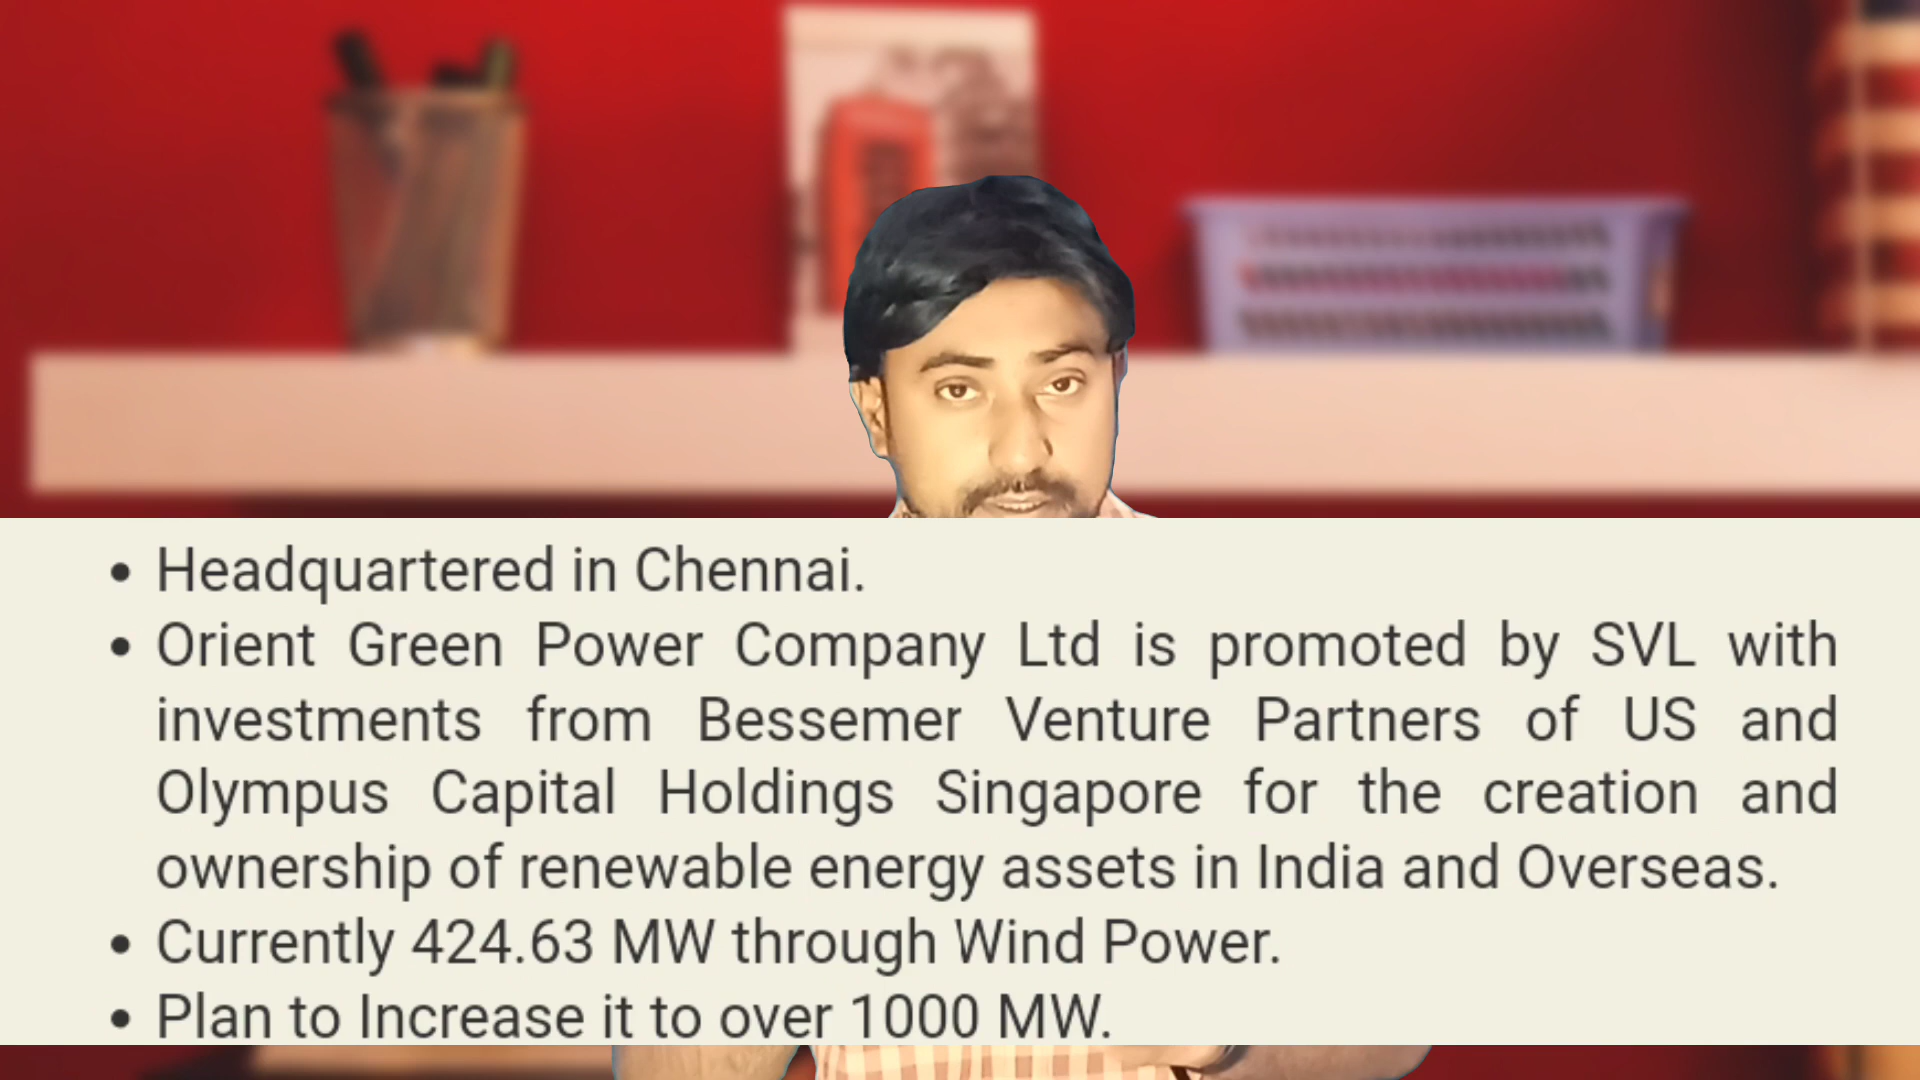 • Headquartered in Chennai.
• Orient Green Power Company Ltd is promoted by SVL with
investments from Bessemer Venture Partners of US and
Olympus Capital Holdings Singapore for the creation and
ownership of renewable energy assets in India and Overseas.
• Currently 424.63 MW through Wind Power.
• Plan to Increase it to over 1000 MW.